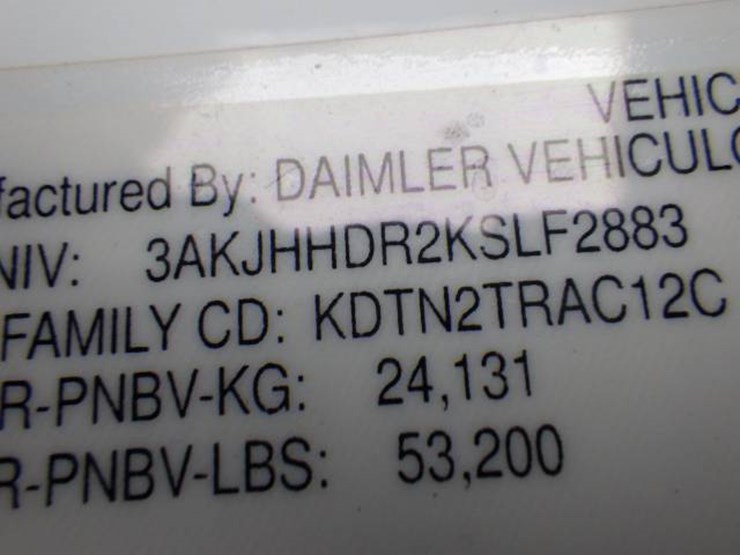 VEHIC
factured By: DAIMLER VEHICULO
NIV: 3AKJHHDR2KSLF2883
FAMILY CD: KDTN2TRAC12C
R-PNBV-KG: 24,131
R-PNBV-LBS: 53,200